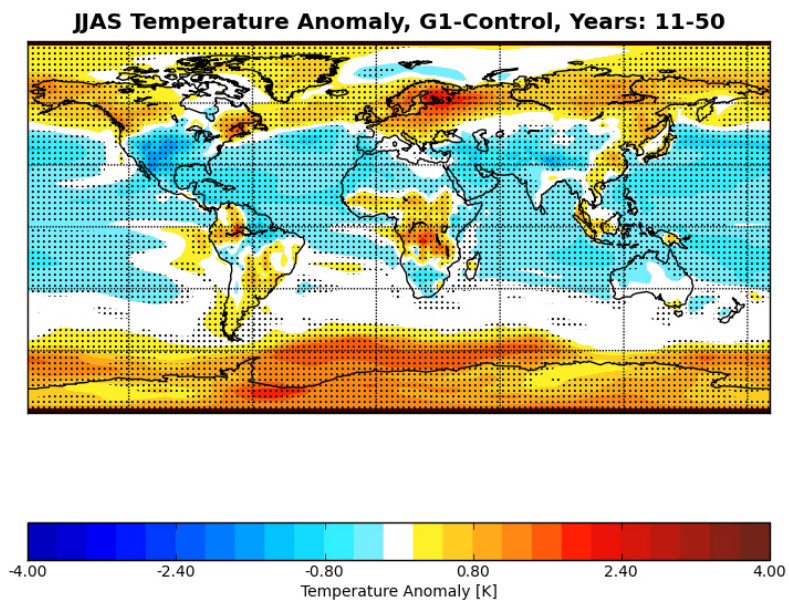 JJAS Temperature Anomaly, G1-Control, Years: 11-50
-4.00 -2.40 -0.80 0.80 2.40 4.00
Temperature Anomaly [K]